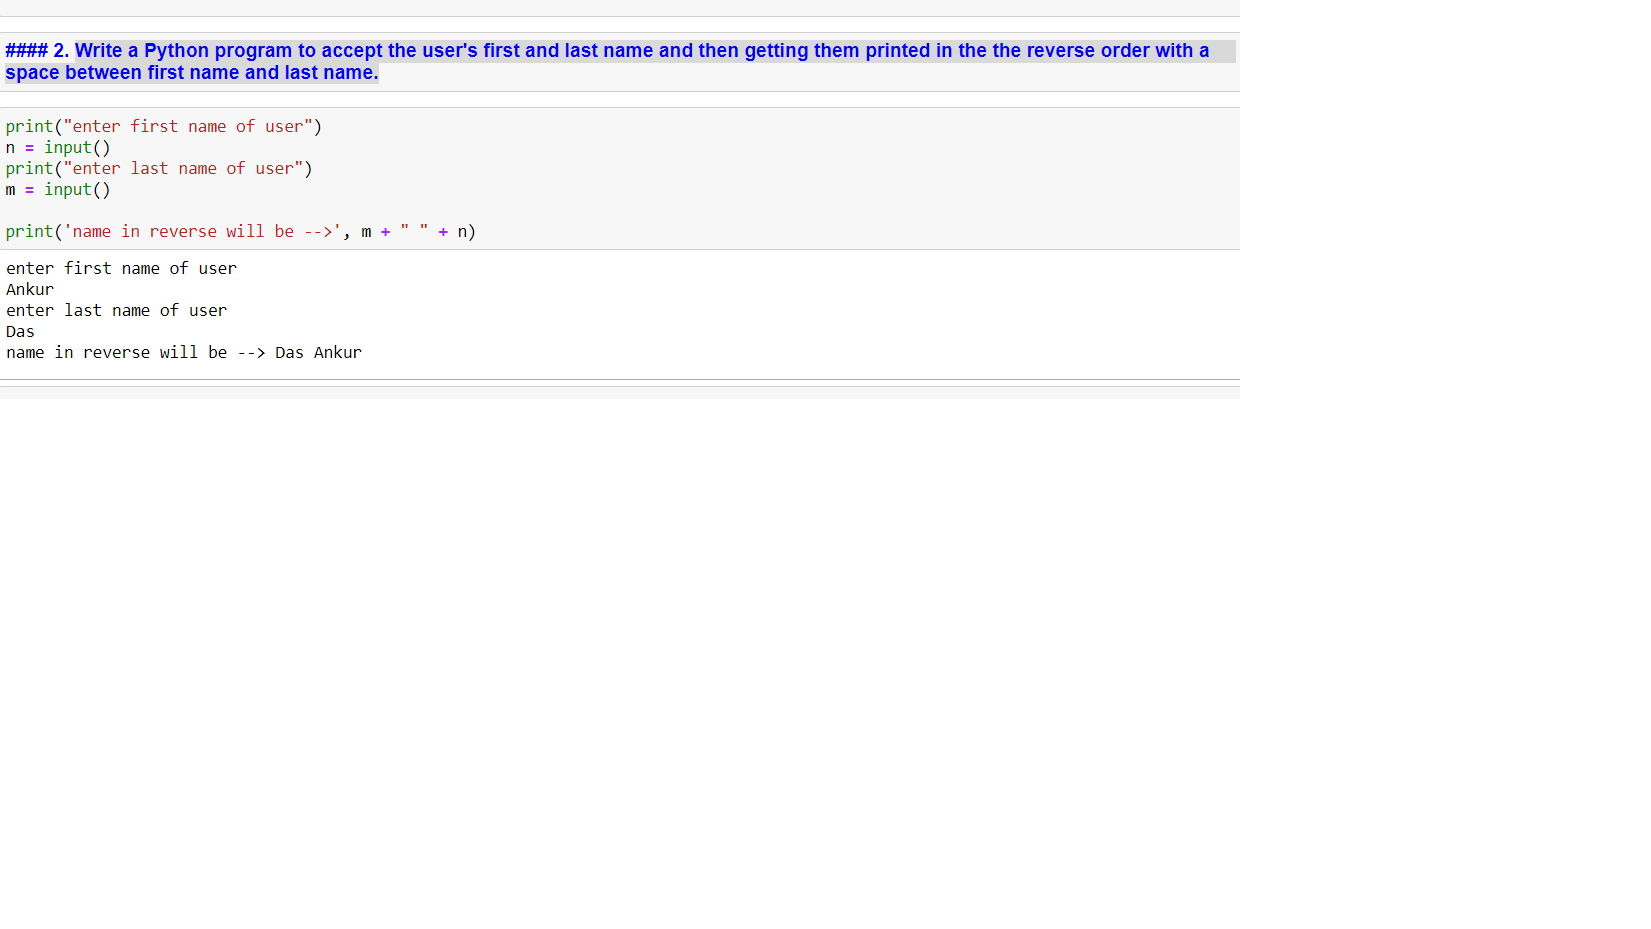 #### 2. Write a Python program to accept the user's first and last name and then getting them printed in the the reverse order with a
space between first name and last name.
print("enter first name of user")
n = input()
print("enter last name of user")
m = input()
print('name in reverse will be -->', m + " " + n)
enter first name of user
Ankur
enter last name of user
Das
name in reverse will be --> Das Ankur